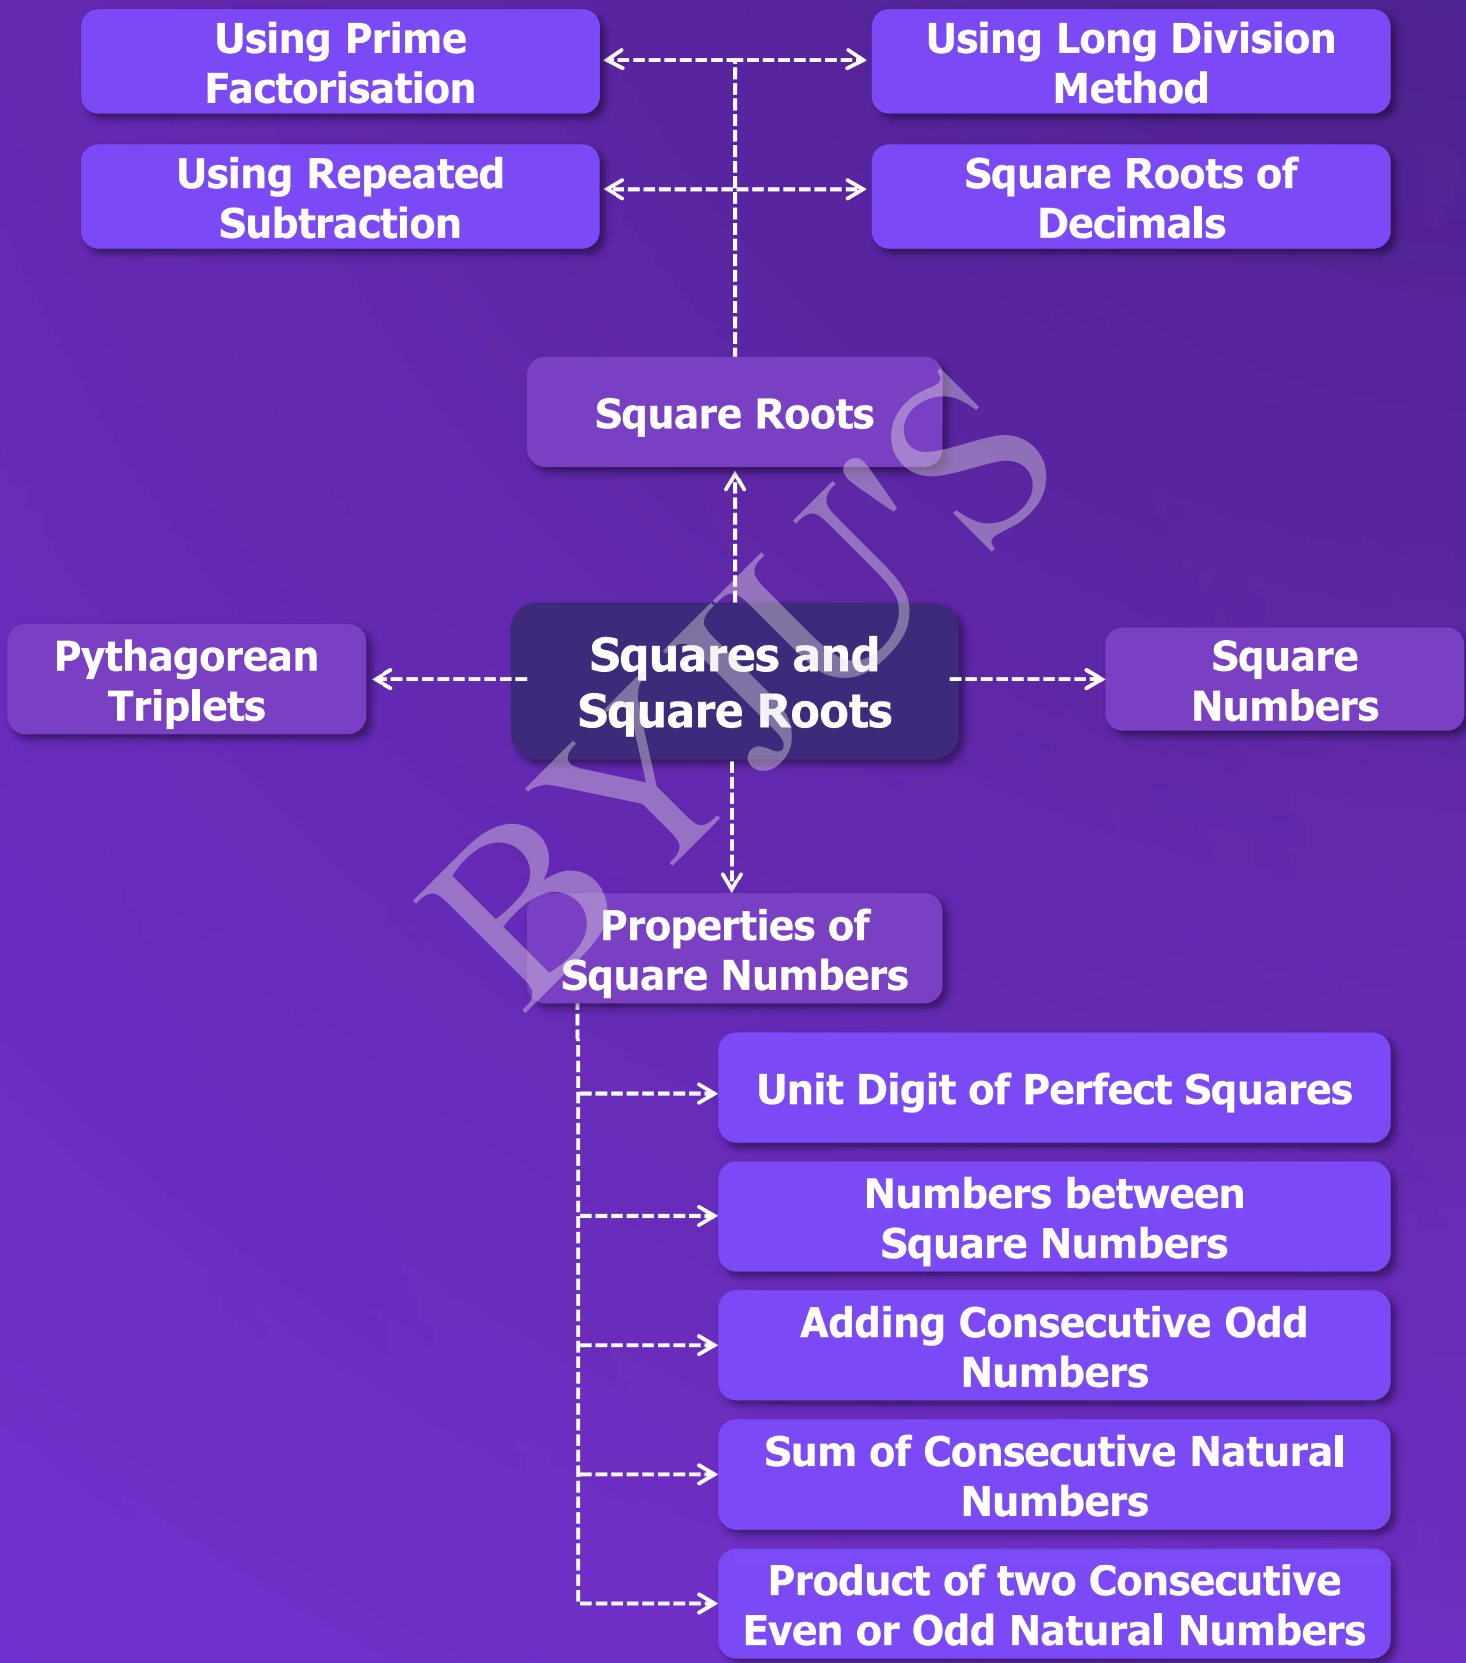 Using Prime
Factorisation
Using Long Division
Method
Using Repeated
Subtraction
Square Roots of
Decimals
Square Roots
Pythagorean
Triplets
Squares and
Square Roots
Square
Numbers
BYJU'S
Properties of
Square Numbers
Unit Digit of Perfect Squares
Numbers between
Square Numbers
Adding Consecutive Odd
Numbers
Sum of Consecutive Natural
Numbers
Product of two Consecutive
Even or Odd Natural Numbers